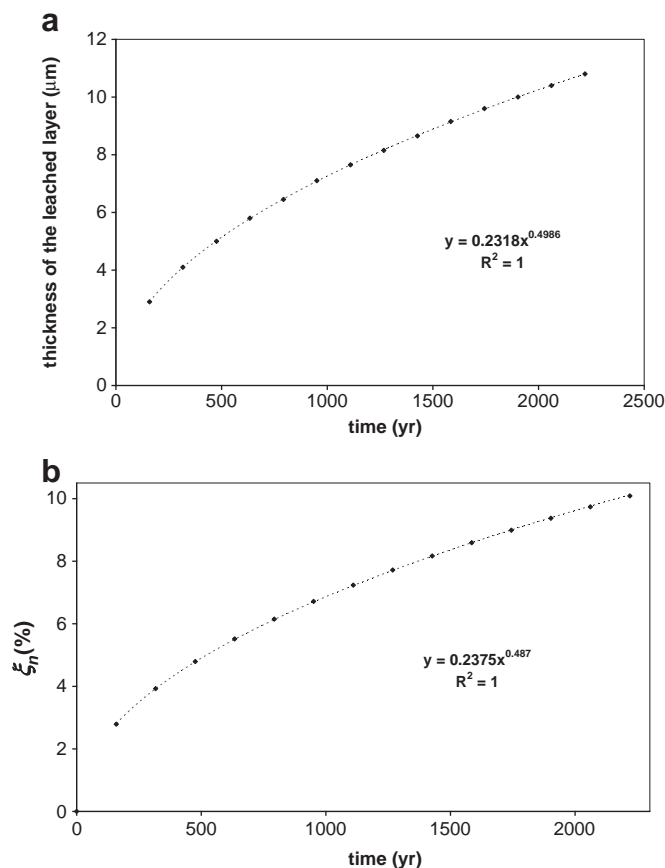 a
thickness of the leached layer (μm)
12
10
8
6
4
2
0
y = 0.2318x^0.4986
R² = 1
0 500 1000 1500 2000 2500
time (yr)
b
ξn(%)
10
8
6
4
2
0
y = 0.2375x^0.487
R² = 1
0 500 1000 1500 2000
time (yr)